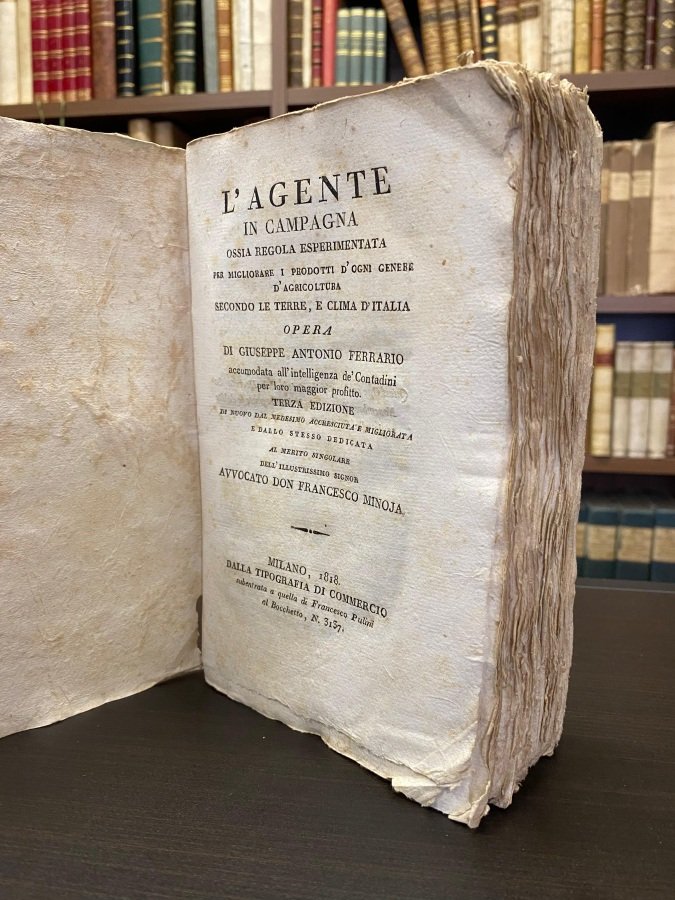 L'AGENTE
IN CAMPAGNA
OSSIA REGOLA ESPERIMENTATA
PER MIGLIORARE I PRODOTTI D'OGNI GENERE
D'AGRICOLTURA
SECONDO LE TERRE, E CLIMA D'ITALIA
OPERA
DI GIUSEPPE ANTONIO FERRARIO
accomodata all'intelligenza de' Contadini
per loro maggior profitto.
TERZA EDIZIONE
DI NUOVO DAL MEDESIMO ACCRESCIUTA E MIGLIORATA
E DALLO STESSO DEDICATA
AL MERITO SINGOLARE
DELL'ILLUSTRISSIMO SIGNOR
AVVOCATO DON FRANCESCO MINOJA
MILANO, 1818.
DALLA TIPOGRAFIA DI COMMERCIO
subentrata a quella di Francesco Pulini
al Bocchetto, N. 3137.